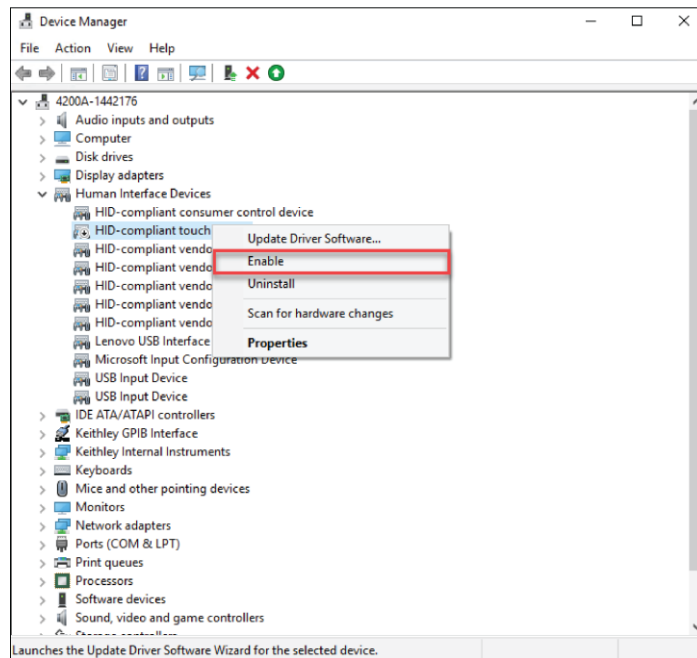 Device Manager
File Action View Help
4200A-1442176
Audio inputs and outputs
Computer
Disk drives
Display adapters
Human Interface Devices
HID-compliant consumer control device
HID-compliant touch
HID-compliant vendo
HID-compliant vendo
HID-compliant vendo
HID-compliant vendo
HID-compliant vendo
Lenovo USB Interface
Microsoft Input Configuration Device
USB Input Device
USB Input Device
IDE ATA/ATAPI controllers
Keithley GPIB Interface
Keithley Internal Instruments
Keyboards
Mice and other pointing devices
Monitors
Network adapters
Ports (COM & LPT)
Print queues
Processors
Software devices
Sound, video and game controllers
Storage controllers
Update Driver Software...
Enable
Uninstall
Scan for hardware changes
Properties
Launches the Update Driver Software Wizard for the selected device.